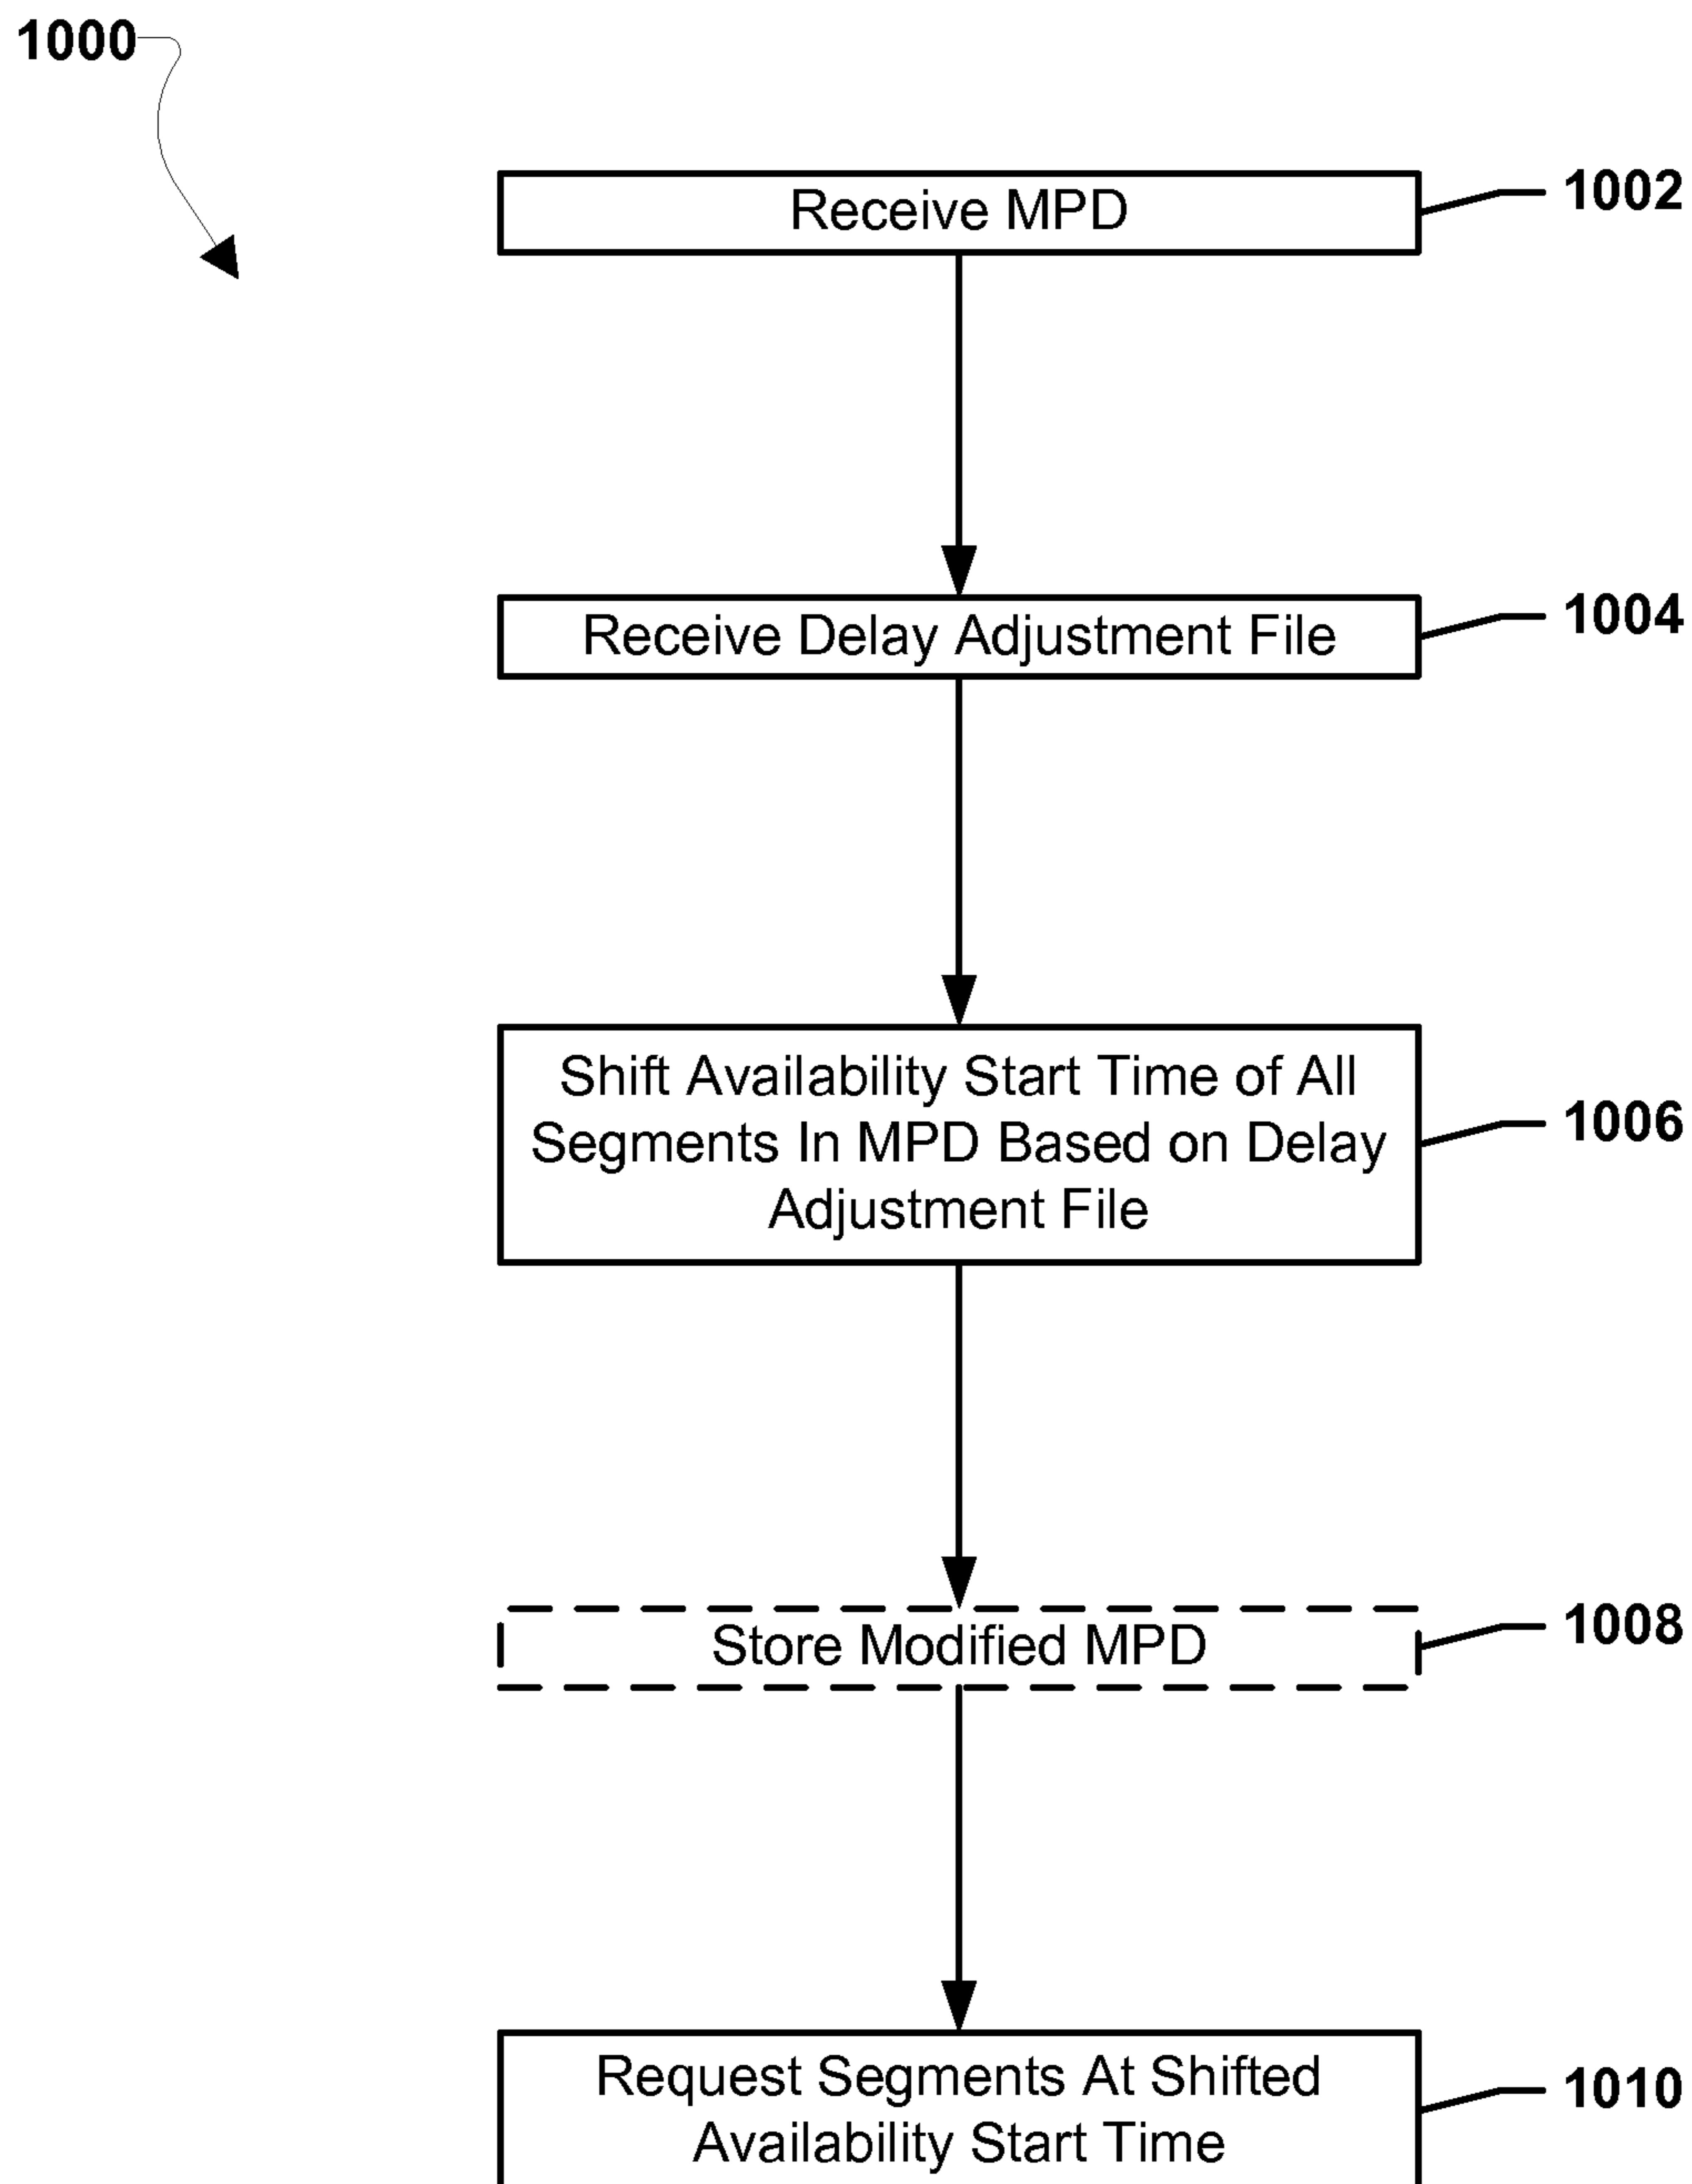 1000
Receive MPD
1002
Receive Delay Adjustment File
1004
Shift Availability Start Time of All
Segments In MPD Based on Delay
Adjustment File
1006
Store Modified MPD
1008
Request Segments At Shifted
Availability Start Time
1010